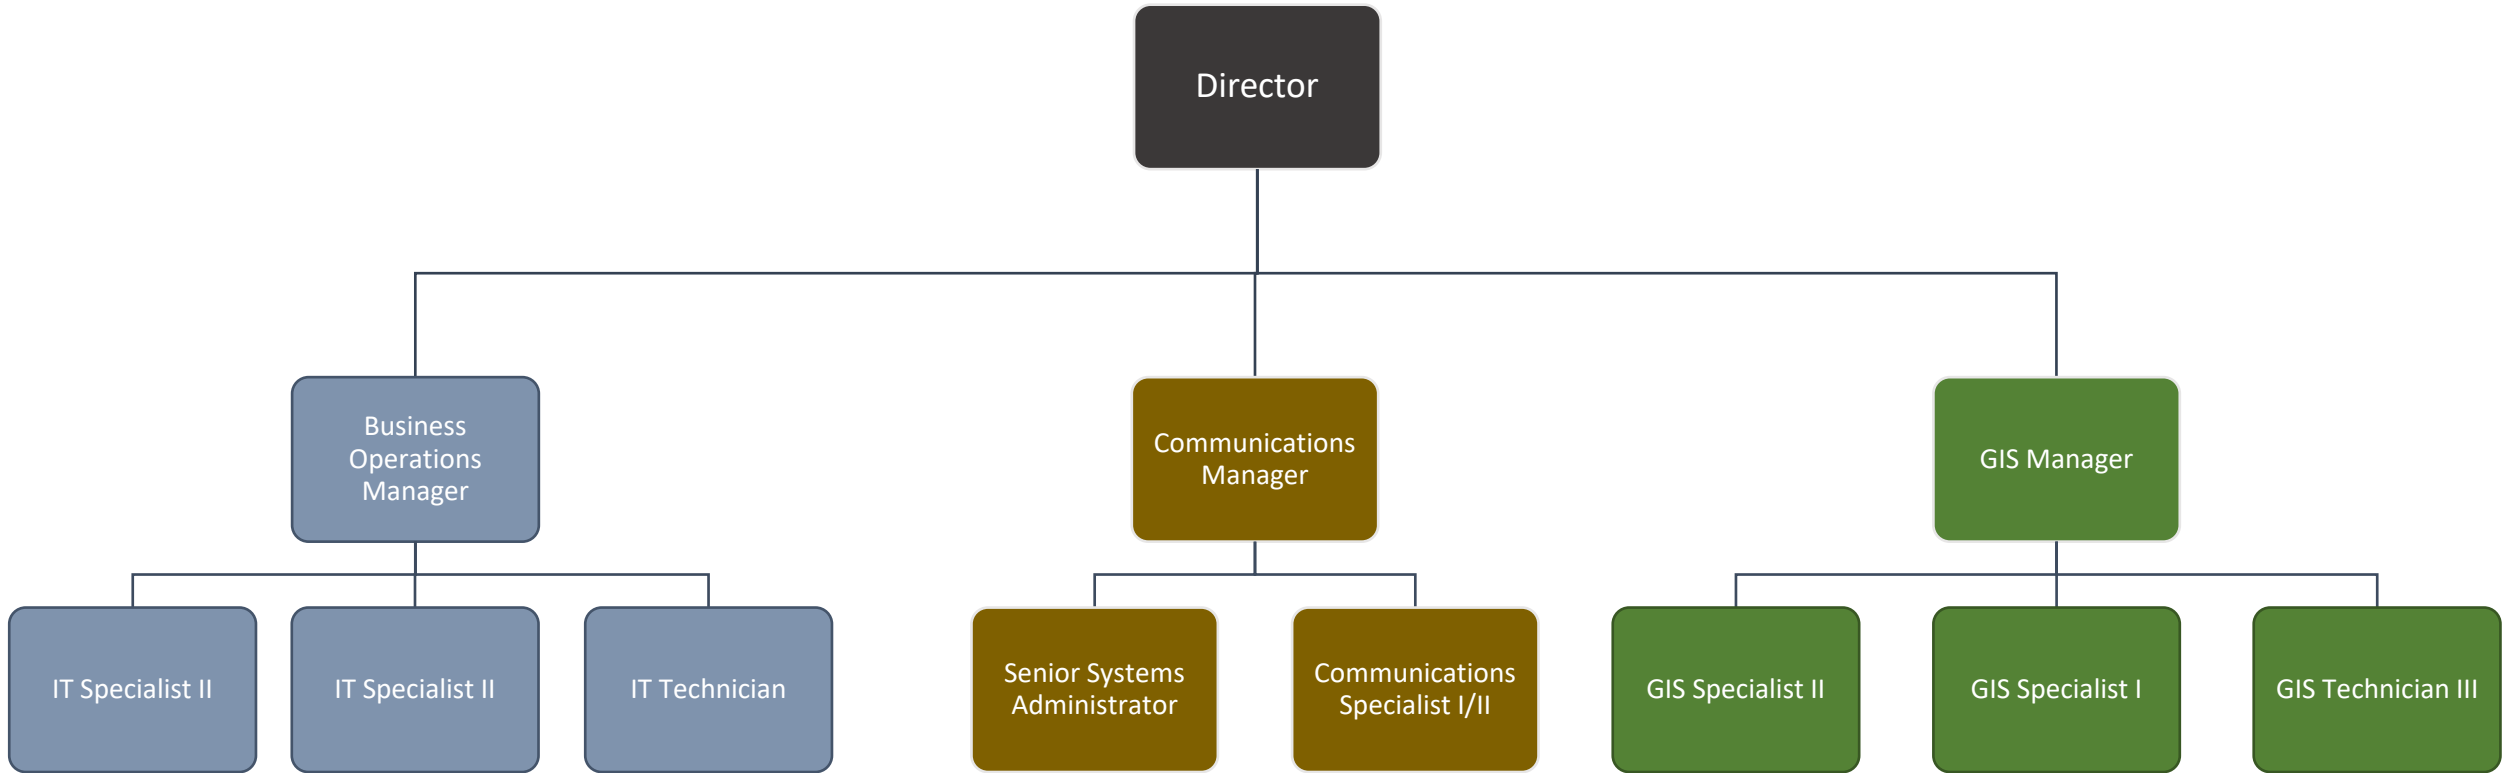 Director
Business
Operations
Manager
Communications
Manager
GIS Manager
IT Specialist II
IT Specialist II
IT Technician
Senior Systems
Administrator
Communications
Specialist I/II
GIS Specialist II
GIS Specialist I
GIS Technician III